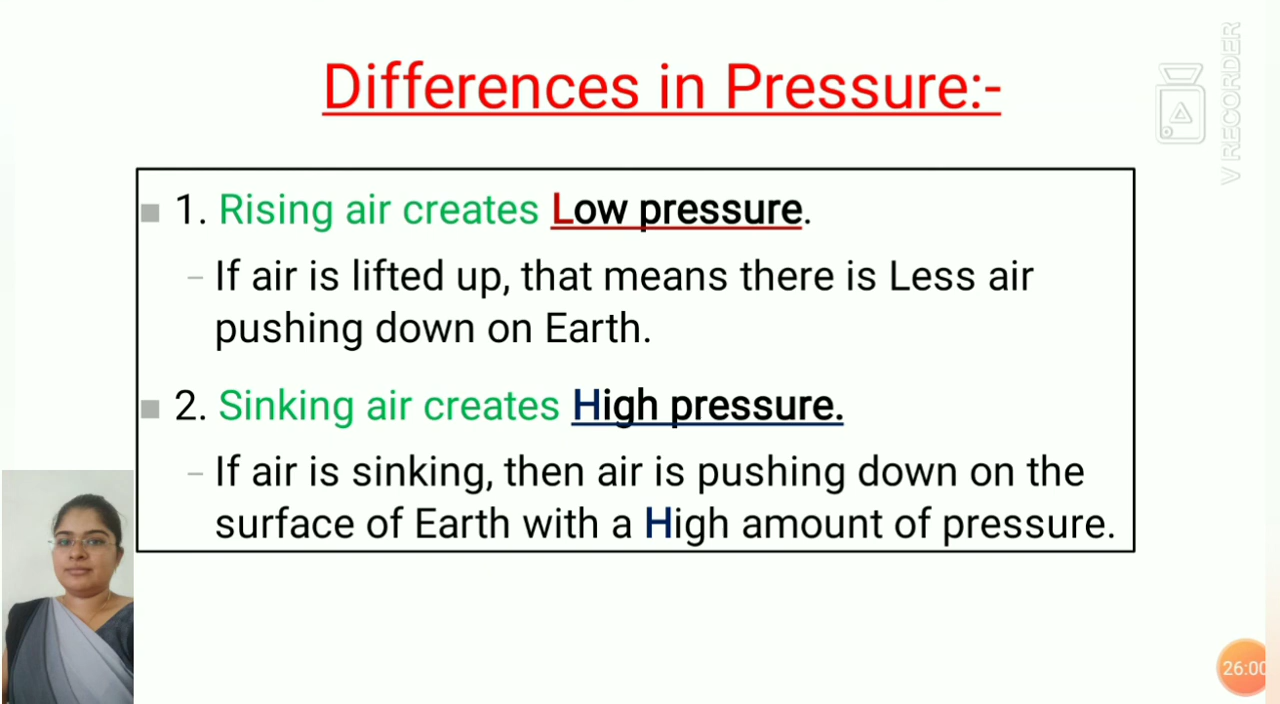 Differences in Pressure:-
1. Rising air creates Low pressure.
– If air is lifted up, that means there is Less air
pushing down on Earth.
2. Sinking air creates High pressure.
– If air is sinking, then air is pushing down on the
surface of Earth with a High amount of pressure.
V RECORDER
26:00